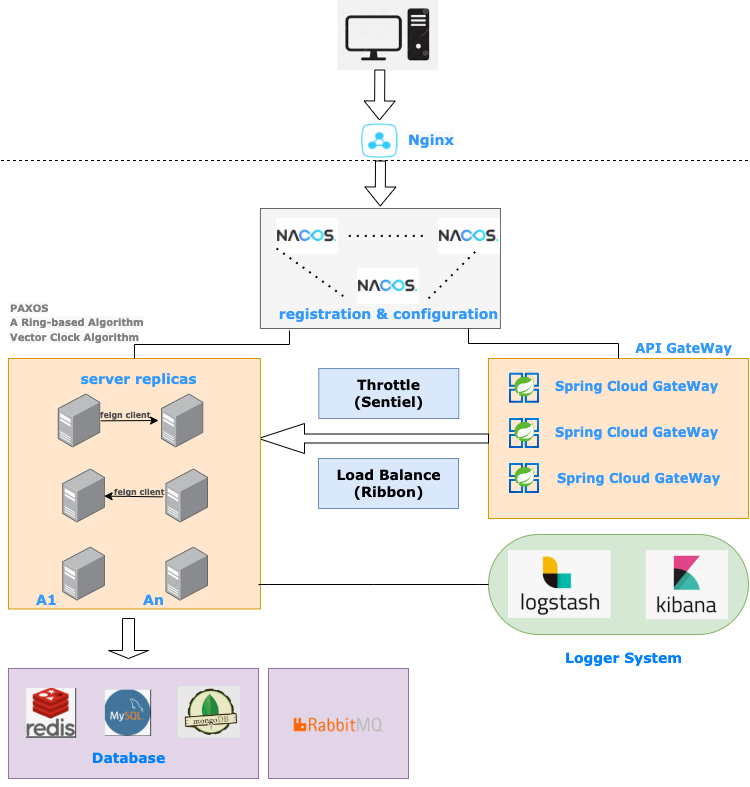 Nginx
NACOS.
NACOS.
NACOS.
registration & configuration
PAXOS
A Ring-based Algorithm
Vector Clock Algorithm
API GateWay
server replicas
feign client
feign client
A1
An
Throttle
(Sentiel)
Load Balance
(Ribbon)
Spring Cloud GateWay
Spring Cloud GateWay
Spring Cloud GateWay
logstash
kibana
Logger System
redis
MySQL
mongoDB
Database
RabbitMQ